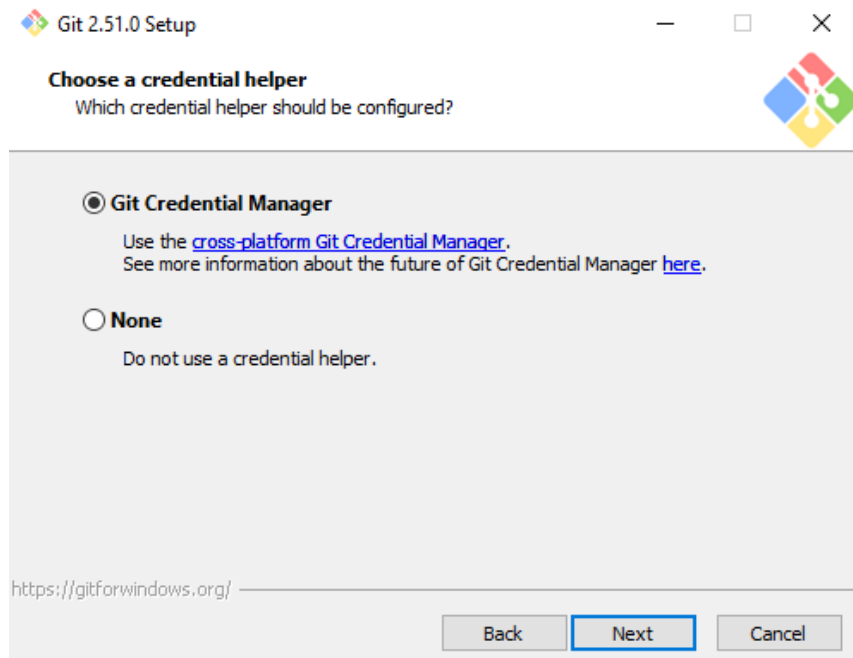 Git 2.51.0 Setup
Choose a credential helper
Which credential helper should be configured?
Git Credential Manager
Use the cross-platform Git Credential Manager.
See more information about the future of Git Credential Manager here.
None
Do not use a credential helper.
https://gitforwindows.org/
Back Next Cancel